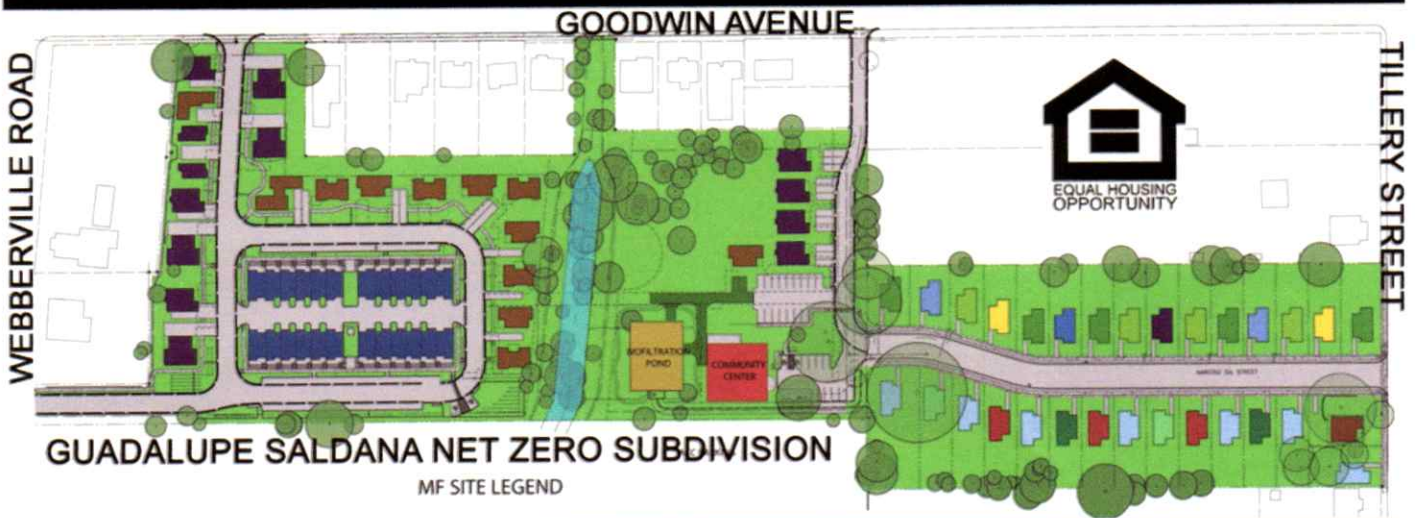 GOODWIN AVENUE
WEBBERVILLE ROAD
TILLERY STREET
EQUAL HOUSING
OPPORTUNITY
BIOFILTRATION
POND
COMMUNITY
CENTER
GUADALUPE SALDANA NET ZERO SUBDIVISION
MF SITE LEGEND